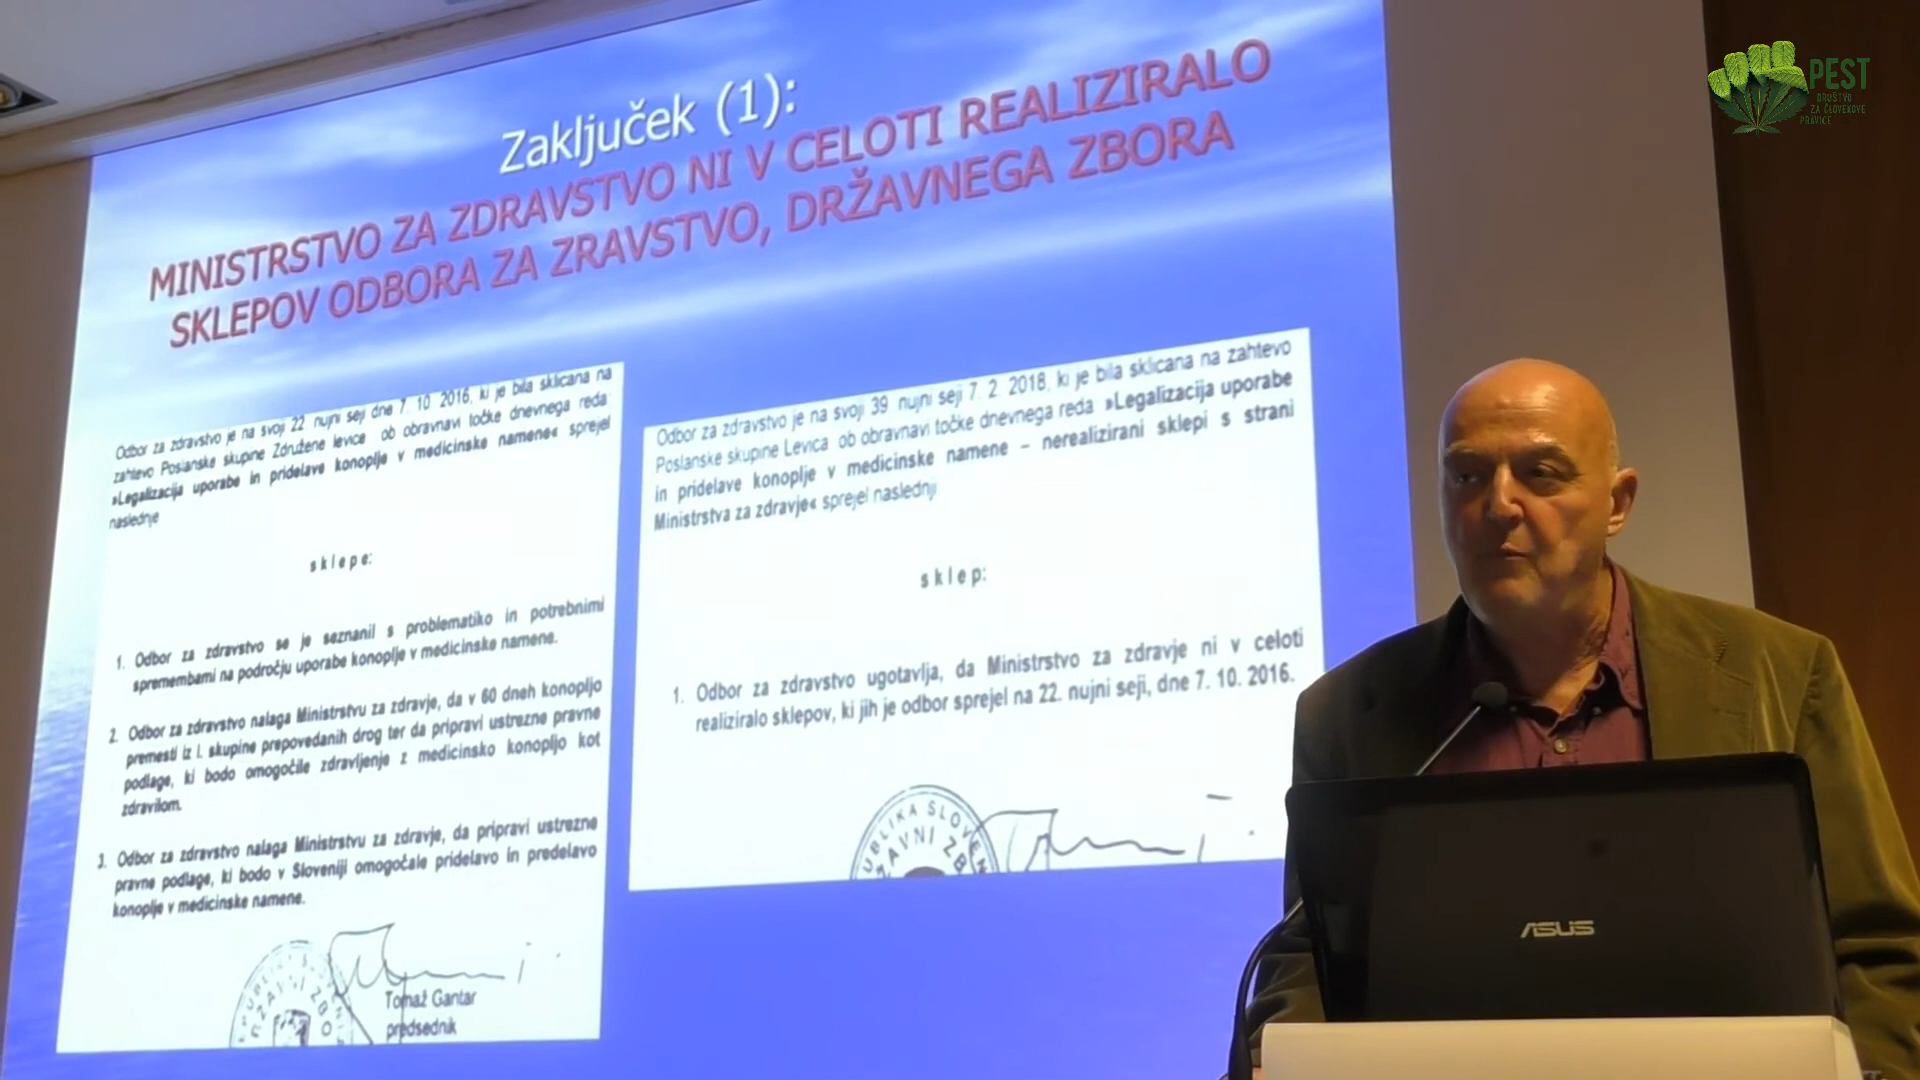 Zaključek (1):
MINISTRSTVO ZA ZDRAVSTVO NI V CELOTI REALIZIRALO
SKLEPOV ODBORA ZA ZRAVSTVO, DRŽAVNEGA ZBORA
Odbor za zdravstvo je na svoji 22 nujni seji dne 7. 10 2016, ki je bila sklicana na
zahtevo Poslanske skupine Združene levice ob obravnavi točke dnevnega reda
»Legalizacija uporabe in pridelave konoplje v medicinske namene« sprejel
naslednje
sklepe:
1. Odbor za zdravstvo se je seznanil s problematiko in potrebnimi
spremembami na področju uporabe konoplje v medicinske namene.
2. Odbor za zdravstvo nalaga Ministrstvu za zdravje, da v 60 dneh konopljo
premesti iz I. skupine prepovedanih drog ter da pripravi ustrezne pravne
podlage, ki bodo omogočile zdravljenje z medicinsko konopljo kot
zdravilom.
3. Odbor za zdravstvo nalaga Ministrstvu za zdravje, da pripravi ustrezne
pravne podlage, ki bodo v Sloveniji omogočale pridelavo in predelavo
konoplje v medicinske namene.
Tomaž Gantar
predsednik
Odbor za zdravstvo je na svoji 39 nujni seji 7. 2. 2018, ki je bila sklicana na zahtevo
Poslanske skupine Levica ob obravnavi točke dnevnega reda »Legalizacija uporabe
in pridelave konoplje v medicinske namene – nerealizirani sklepi s strani
Ministrstva za zdravje« sprejel naslednji
sklep:
1. Odbor za zdravstvo ugotavlja, da Ministrstvo za zdravje ni v celoti
realiziralo sklepov, ki jih je odbor sprejel na 22. nujni seji, dne 7. 10. 2016.
UBLIKA SLOVEN
ZAVNI ZB
PEST
DRUŠTVO
ZA ČLOVEKOVE
PRAVICE
ASUS